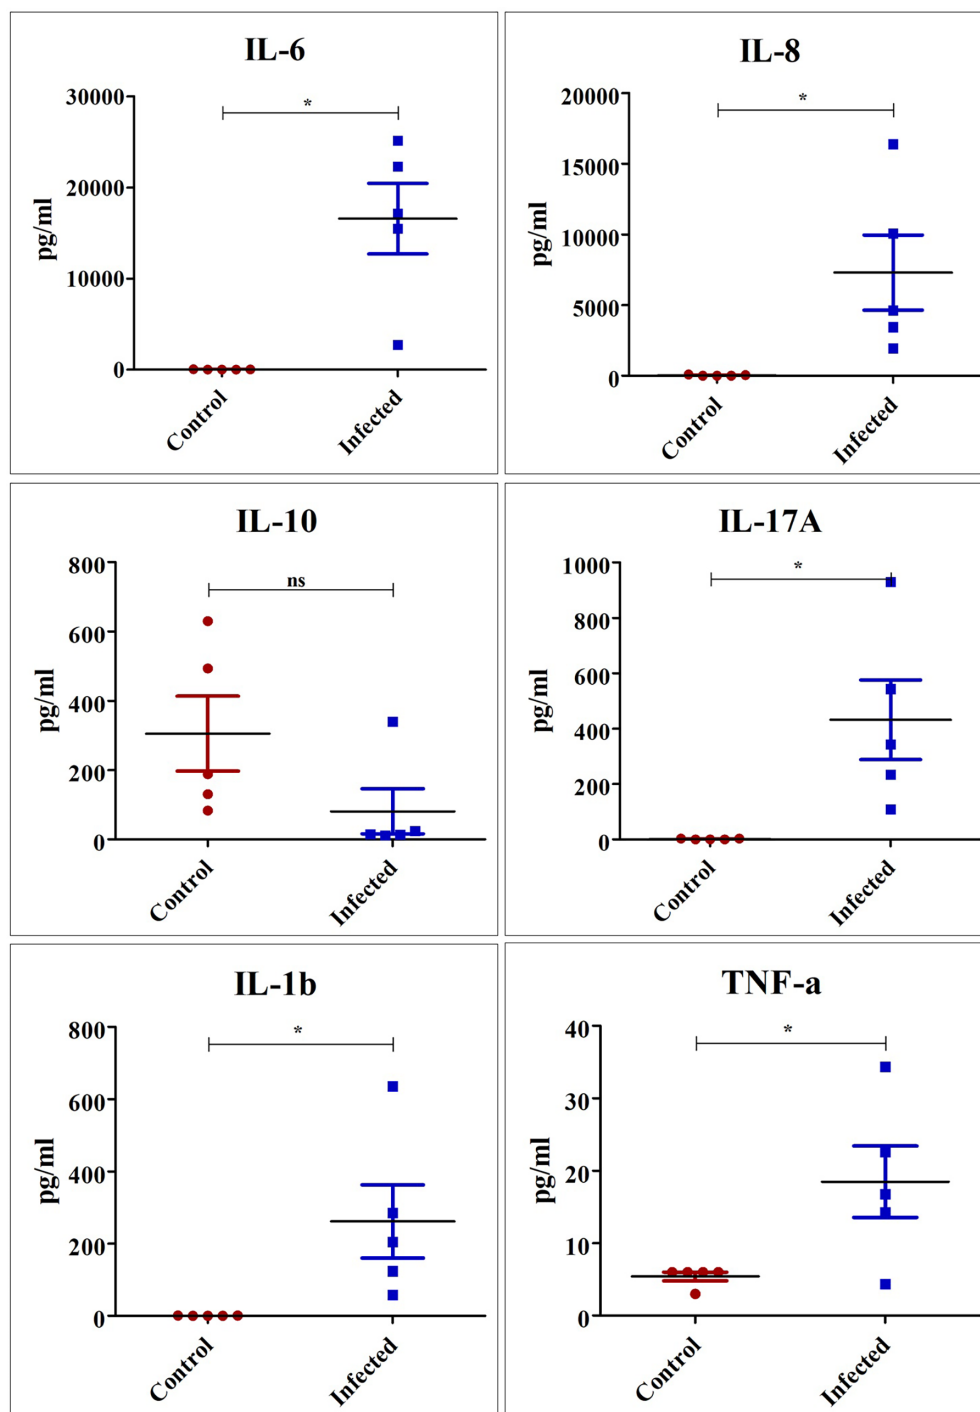 IL-6
*
30000
20000
10000
0
pg/ml
Control
Infected
IL-8
*
20000
15000
10000
5000
0
pg/ml
Control
Infected
IL-10
ns
800
600
400
200
0
pg/ml
Control
Infected
IL-17A
*
1000
800
600
400
200
0
pg/ml
Control
Infected
IL-1b
*
800
600
400
200
0
pg/ml
Control
Infected
TNF-a
*
40
30
20
10
0
pg/ml
Control
Infected